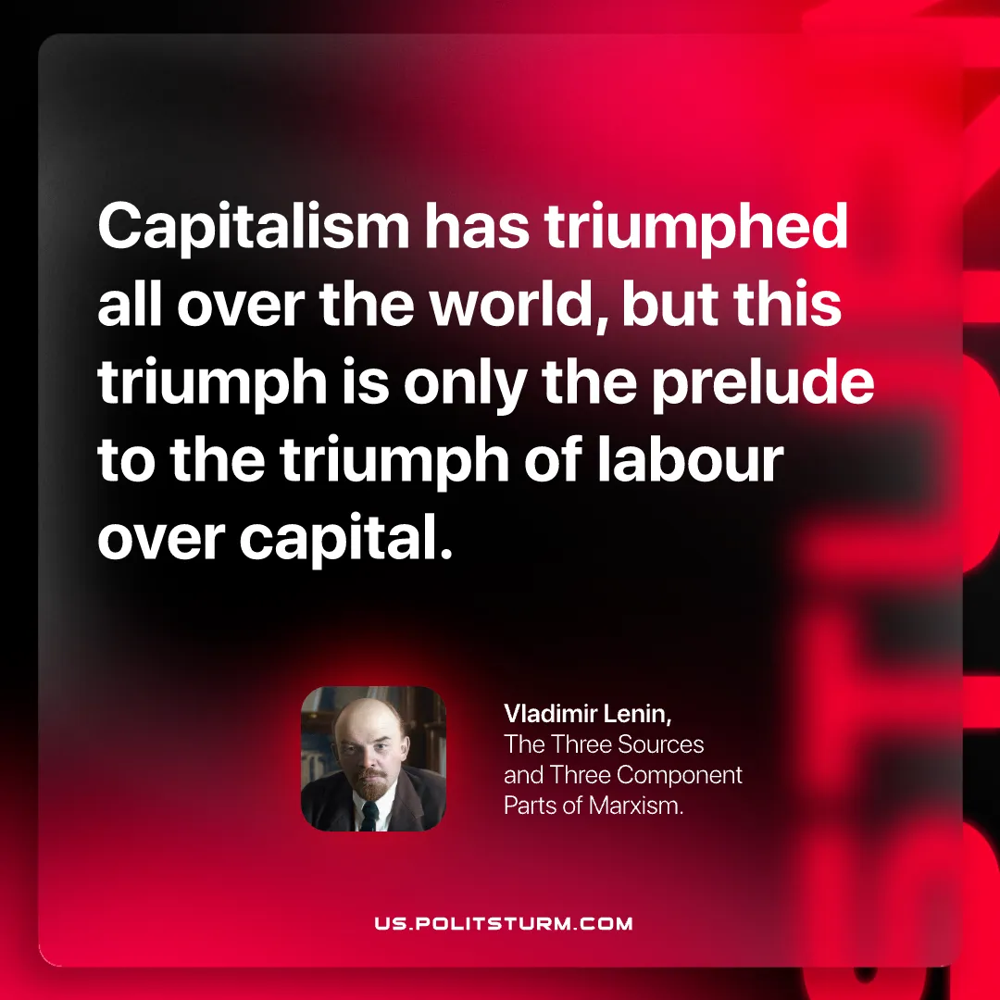 Capitalism has triumphed
all over the world, but this
triumph is only the prelude
to the triumph of labour
over capital.
Vladimir Lenin,
The Three Sources
and Three Component
Parts of Marxism.
US.POLITSTURM.COM